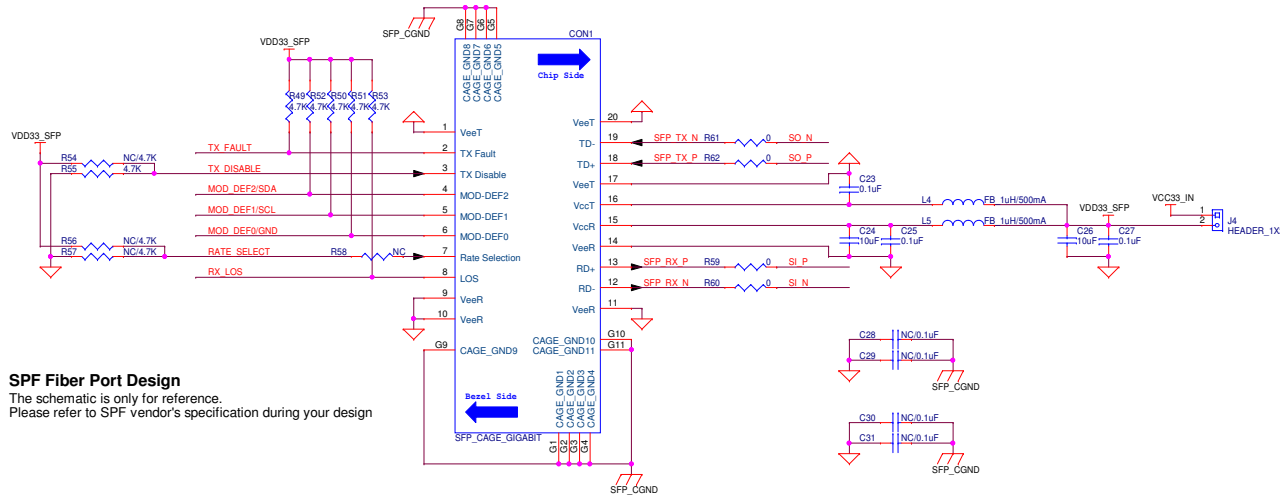 SFP_CGND
G8
G7
G6
G5
CON1
CAGE_GND8
CAGE_GND7
CAGE_GND6
CAGE_GND5
Chip Side
VDD33_SFP
R49
R52
R50
R51
R53
4.7K
4.7K
4.7K
4.7K
4.7K
VDD33_SFP
R54
NC/4.7K
R55
4.7K
R56
NC/4.7K
R57
NC/4.7K
TX_FAULT
TX_DISABLE
MOD_DEF2/SDA
MOD_DEF1/SCL
MOD_DEF0/GND
RATE_SELECT
R58
NC
RX_LOS
1
VeeT
2
TX Fault
3
TX Disable
4
MOD-DEF2
5
MOD-DEF1
6
MOD-DEF0
7
Rate Selection
8
LOS
9
VeeR
10
VeeR
G9
CAGE_GND9
VeeT
20
TD-
19
SFP_TX_N
R61
0
SO_N
TD+
18
SFP_TX_P
R62
0
SO_P
VeeT
17
VccT
16
VccR
15
VeeR
14
RD+
13
SFP_RX_P
R59
0
SI_P
RD-
12
SFP_RX_N
R60
0
SI_N
VeeR
11
CAGE_GND10
G10
CAGE_GND11
G11
C23
0.1uF
L4
FB_1uH/500mA
L5
FB_1uH/500mA
C24
10uF
C25
0.1uF
VDD33_SFP
C26
10uF
C27
0.1uF
VCC33_IN
1
2
J4
HEADER_1X
C28
NC/0.1uF
C29
NC/0.1uF
SFP_CGND
C30
NC/0.1uF
C31
NC/0.1uF
SFP_CGND
CAGE_GND1
CAGE_GND2
CAGE_GND3
CAGE_GND4
Bezel Side
SFP_CAGE_GIGABIT
G1
G2
G3
G4
SFP_CGND
SPF Fiber Port Design
The schematic is only for reference.
Please refer to SPF vendor's specification during your design